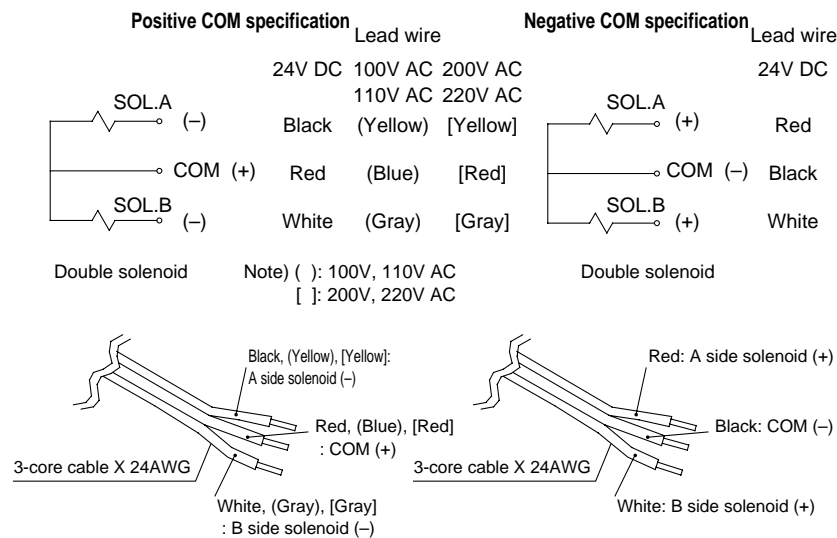 Positive COM specification
Lead wire
24V DC 100V AC 200V AC
110V AC 220V AC
SOL.A
(–)
Black (Yellow) [Yellow]
COM (+)
Red (Blue) [Red]
SOL.B
(–)
White (Gray) [Gray]
Double solenoid
Note) ( ): 100V, 110V AC
[ ]: 200V, 220V AC
Negative COM specification
Lead wire
24V DC
SOL.A
(+)
Red
COM (–)
Black
SOL.B
(+)
White
Double solenoid
Black, (Yellow), [Yellow]:
A side solenoid (–)
Red, (Blue), [Red]
: COM (+)
3-core cable X 24AWG
White, (Gray), [Gray]
: B side solenoid (–)
Red: A side solenoid (+)
Black: COM (–)
3-core cable X 24AWG
White: B side solenoid (+)